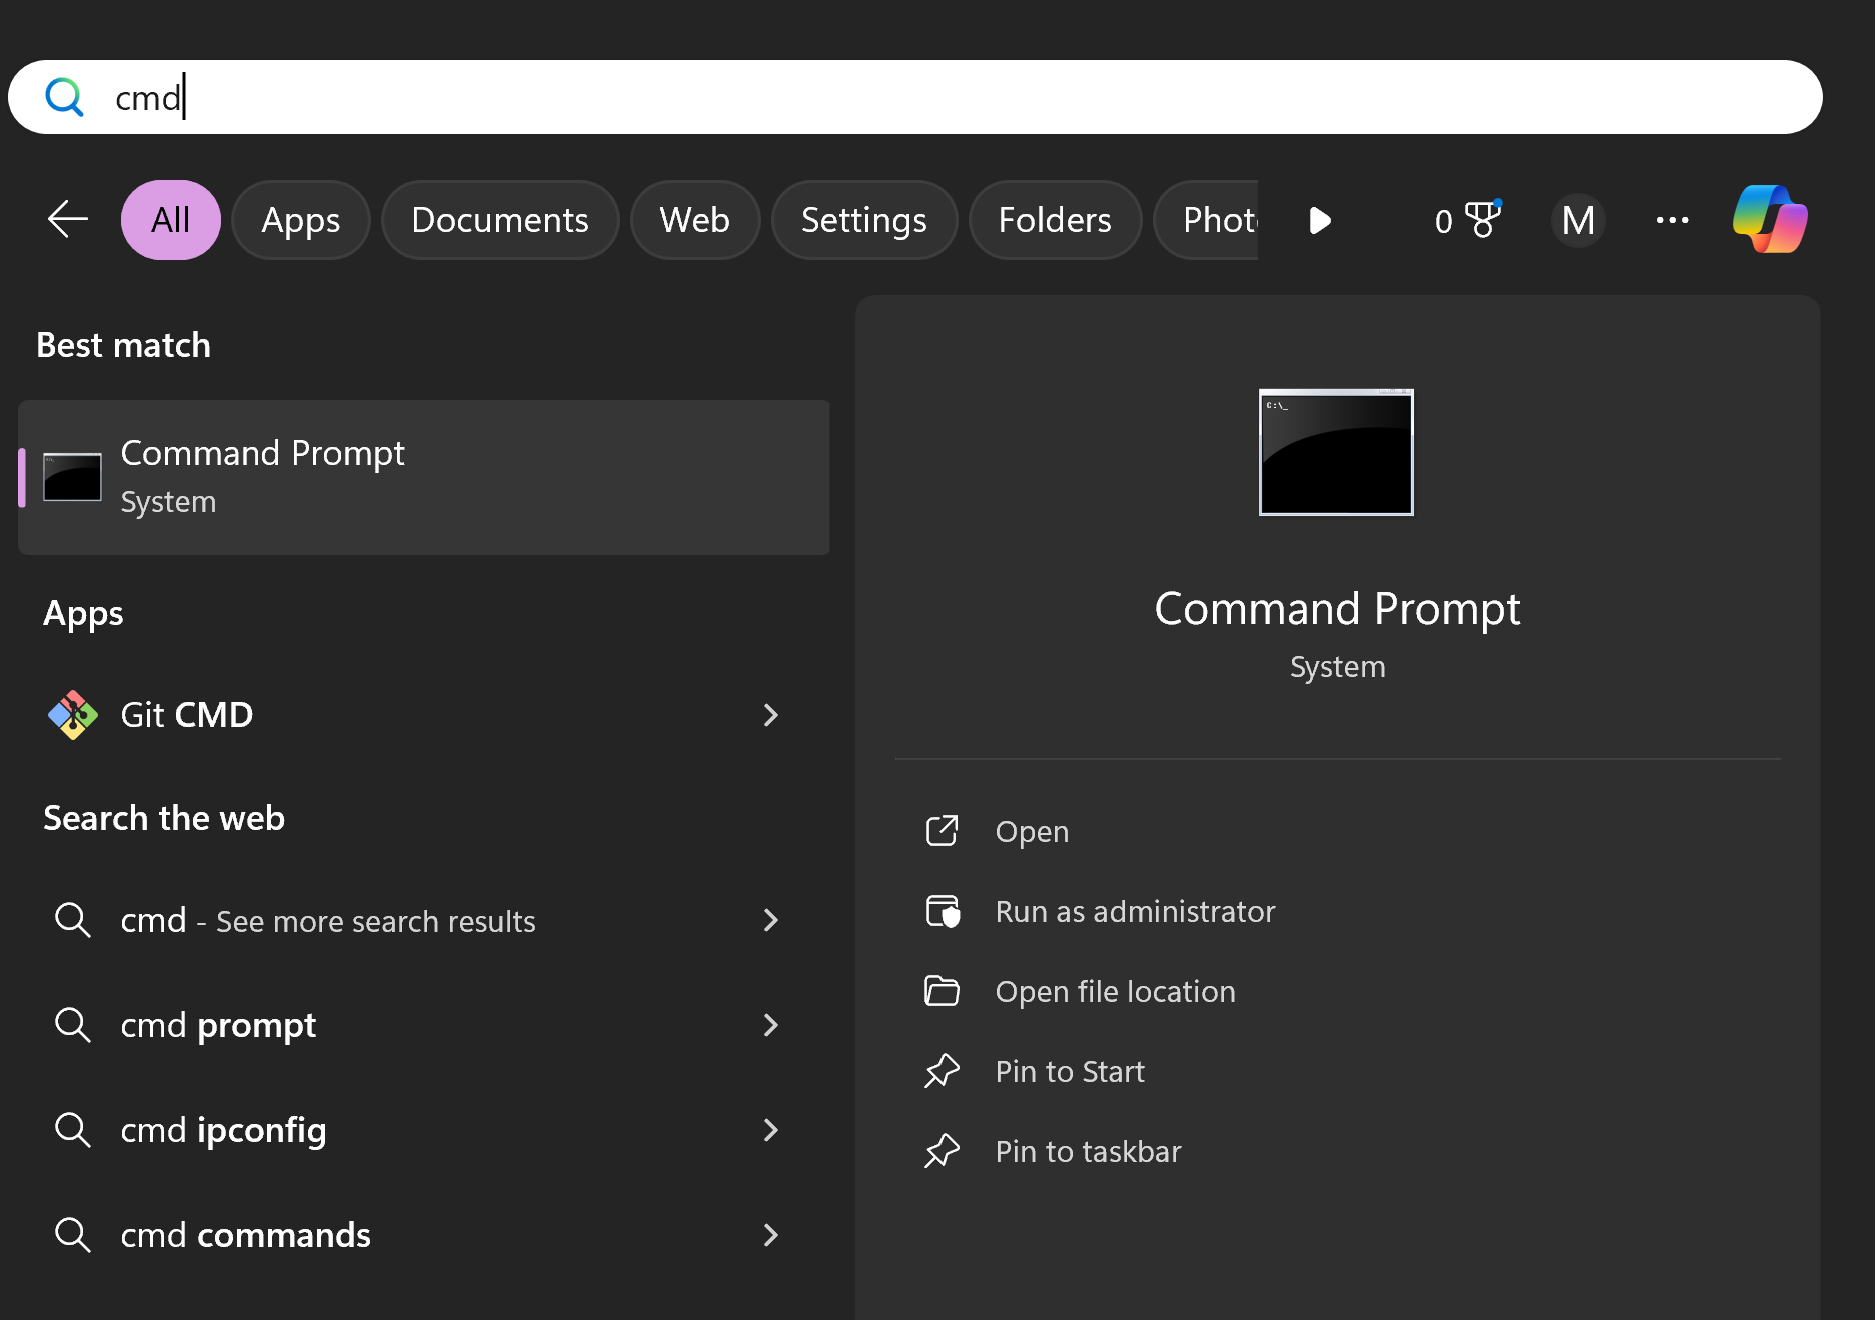 cmd
All Apps Documents Web Settings Folders Phot 0 M ...
Best match
Command Prompt
System
Apps
Git CMD
Search the web
cmd - See more search results
cmd prompt
cmd ipconfig
cmd commands
C:\_
Command Prompt
System
Open
Run as administrator
Open file location
Pin to Start
Pin to taskbar